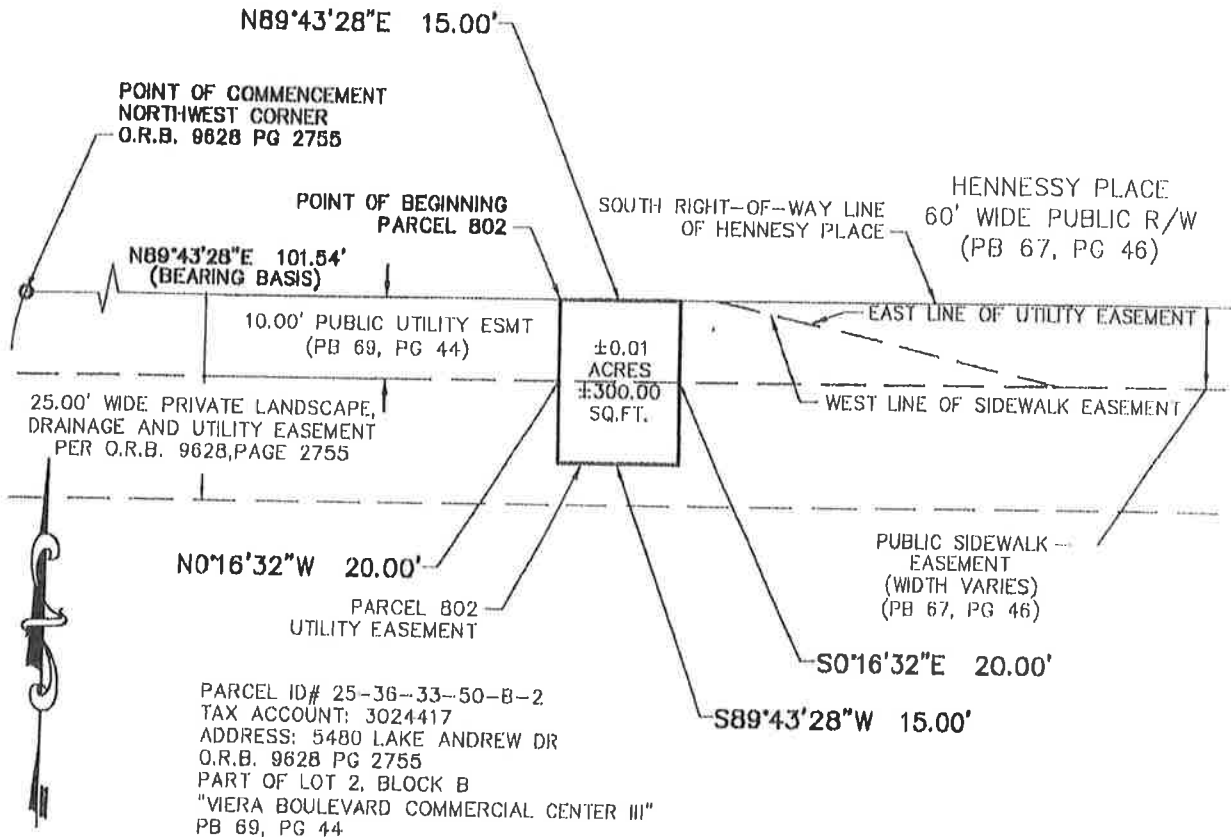 N89°43'28"E 15.00'
POINT OF COMMENCEMENT
NORTHWEST CORNER
O.R.B. 9628 PG 2755
POINT OF BEGINNING
PARCEL 802
SOUTH RIGHT-OF-WAY LINE
OF HENNESY PLACE
HENNESSY PLACE
60' WIDE PUBLIC R/W
(PB 67, PG 46)
N89°43'28"E 101.54'
(BEARING BASIS)
10.00' PUBLIC UTILITY ESMT
(PB 69, PG 44)
±0.01
ACRES
±300.00
SQ.FT.
EAST LINE OF UTILITY EASEMENT
WEST LINE OF SIDEWALK EASEMENT
25.00' WIDE PRIVATE LANDSCAPE,
DRAINAGE AND UTILITY EASEMENT
PER O.R.B. 9628,PAGE 2755
N0°16'32"W 20.00'
PARCEL 802
UTILITY EASEMENT
PUBLIC SIDEWALK
EASEMENT
(WIDTH VARIES)
(PB 67, PG 46)
S0°16'32"E 20.00'
S89°43'28"W 15.00'
PARCEL ID# 25-36-33-50-B-2
TAX ACCOUNT: 3024417
ADDRESS: 5480 LAKE ANDREW DR
O.R.B. 9628 PG 2755
PART OF LOT 2, BLOCK B
"VIERA BOULEVARD COMMERCIAL CENTER III"
PB 69, PG 44